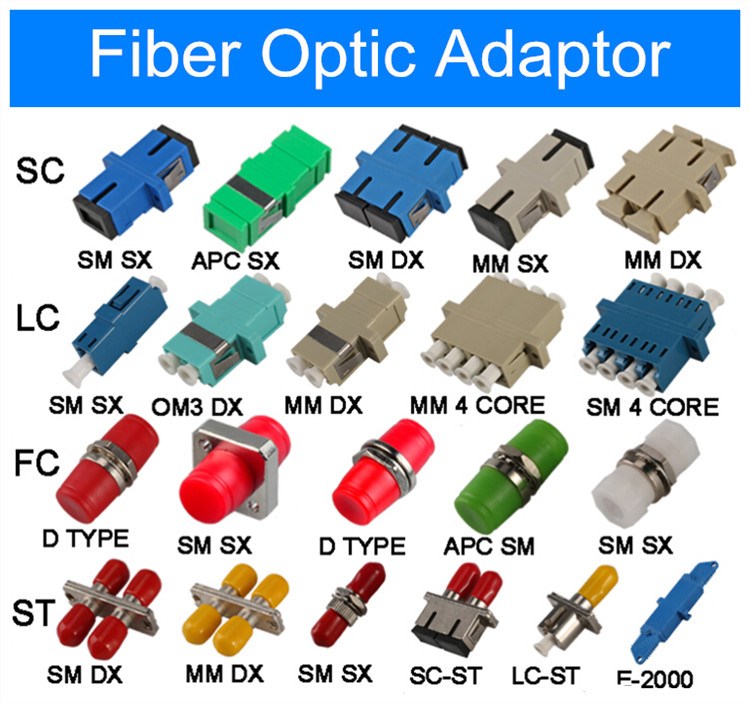 Fiber Optic Adaptor
SC
SM SX APC SX SM DX MM SX MM DX
LC
SM SX OM3 DX MM DX MM 4 CORE SM 4 CORE
FC
D TYPE SM SX D TYPE APC SM SM SX
ST
SM DX MM DX SM SX SC-ST LC-ST E-2000